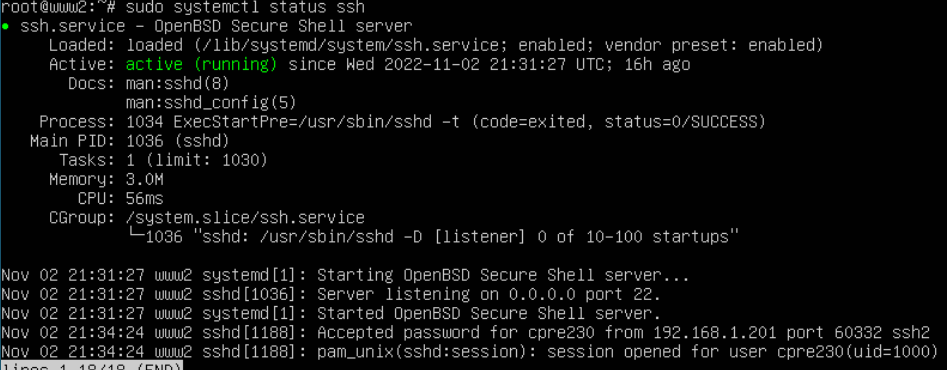 root@www2:~# sudo systemctl status ssh
● ssh.service - OpenBSD Secure Shell server
Loaded: loaded (/lib/systemd/system/ssh.service; enabled; vendor preset: enabled)
Active: active (running) since Wed 2022-11-02 21:31:27 UTC; 16h ago
Docs: man:sshd(8)
man:sshd_config(5)
Process: 1034 ExecStartPre=/usr/sbin/sshd -t (code=exited, status=0/SUCCESS)
Main PID: 1036 (sshd)
Tasks: 1 (limit: 1030)
Memory: 3.0M
CPU: 56ms
CGroup: /system.slice/ssh.service
└─1036 "sshd: /usr/sbin/sshd -D [listener] 0 of 10-100 startups"
Nov 02 21:31:27 www2 systemd[1]: Starting OpenBSD Secure Shell server...
Nov 02 21:31:27 www2 sshd[1036]: Server listening on 0.0.0.0 port 22.
Nov 02 21:31:27 www2 systemd[1]: Started OpenBSD Secure Shell server.
Nov 02 21:34:24 www2 sshd[1188]: Accepted password for cpre230 from 192.168.1.201 port 60332 ssh2
Nov 02 21:34:24 www2 sshd[1188]: pam_unix(sshd:session): session opened for user cpre230(uid=1000)
lines 1-18/18 (END)